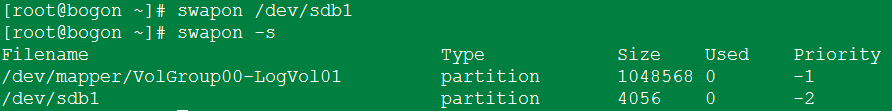 [root@bogon ~]# swapon /dev/sdb1
[root@bogon ~]# swapon -s
Filename Type Size Used Priority
/dev/mapper/VolGroup00-LogVol01 partition 1048568 0 -1
/dev/sdb1 partition 4056 0 -2